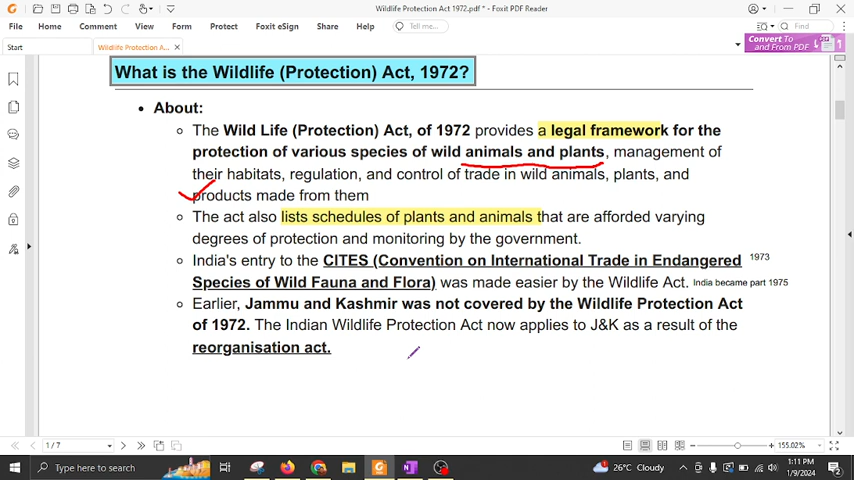 Wildlife Protection Act 1972.pdf * - Foxit PDF Reader
File Home Comment View Form Protect Foxit eSign Share Help Tell me... Find
Start Wildlife Protection A... Convert To and From PDF
What is the Wildlife (Protection) Act, 1972?
• About:
○ The Wild Life (Protection) Act, of 1972 provides a legal framework for the
protection of various species of wild animals and plants, management of
their habitats, regulation, and control of trade in wild animals, plants, and
products made from them
○ The act also lists schedules of plants and animals that are afforded varying
degrees of protection and monitoring by the government.
○ India's entry to the CITES (Convention on International Trade in Endangered 1973
Species of Wild Fauna and Flora) was made easier by the Wildlife Act. India became part 1975
○ Earlier, Jammu and Kashmir was not covered by the Wildlife Protection Act
of 1972. The Indian Wildlife Protection Act now applies to J&K as a result of the
reorganisation act.
1 / 7 155.02%
Type here to search 26°C Cloudy 1:11 PM
1/9/2024 2